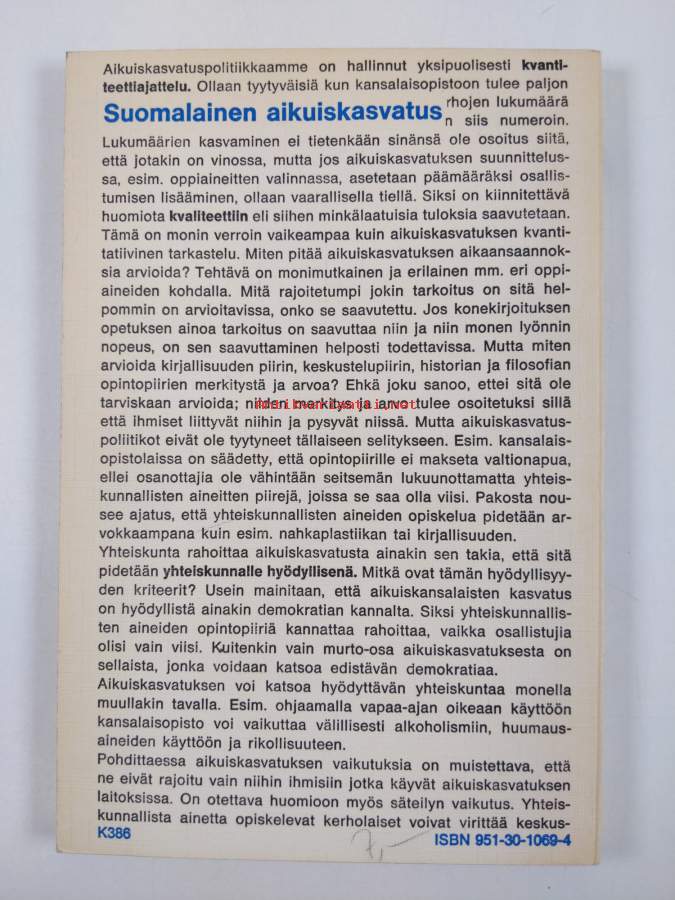 Aikuiskasvatuspolitiikkaamme on hallinnut yksipuolisesti kvanti-
teettiajattelu. Ollaan tyytyväisiä kun kansalaisopistoon tulee paljon
Suomalainen aikuiskasvatus
rhojen lukumäärä
n siis numeroin.
Lukumäärien kasvaminen ei tietenkään sinänsä ole osoitus siitä,
että jotakin on vinossa, mutta jos aikuiskasvatuksen suunnittelus-
sa, esim. oppiaineitten valinnassa, asetetaan päämääräksi osallis-
tumisen lisääminen, ollaan vaarallisella tiellä. Siksi on kiinnitettävä
huomiota kvaliteettiin eli siihen minkälaatuisia tuloksia saavutetaan.
Tämä on monin verroin vaikeampaa kuin aikuiskasvatuksen kvanti-
tatiivinen tarkastelu. Miten pitää aikuiskasvatuksen aikaansaannok-
sia arvioida? Tehtävä on monimutkainen ja erilainen mm. eri oppi-
aineiden kohdalla. Mitä rajoitetumpi jokin tarkoitus on sitä hel-
pommin on arvioitavissa, onko se saavutettu. Jos konekirjoituksen
opetuksen ainoa tarkoitus on saavuttaa niin ja niin monen lyönnin
nopeus, on sen saavuttaminen helposti todettavissa. Mutta miten
arvioida kirjallisuuden piirin, keskustelupiirin, historian ja filosofian
opintopiirien merkitystä ja arvoa? Ehkä joku sanoo, ettei sitä ole
tarviskaan arvioida; niiden merkitys ja arvo tulee osoitetuksi sillä
että ihmiset liittyvät niihin ja pysyvät niissä. Mutta aikuiskasvatus-
poliitikot eivät ole tyytyneet tällaiseen selitykseen. Esim. kansalais-
opistolaissa on säädetty, että opintopiirille ei makseta valtionapua,
ellei osanottajia ole vähintään seitsemän lukuunottamatta yhteis-
kunnallisten aineitten piirejä, joissa se saa olla viisi. Pakosta nou-
see ajatus, että yhteiskunnallisten aineiden opiskelua pidetään ar-
vokkaampana kuin esim. nahkaplastiikan tai kirjallisuuden.
Yhteiskunta rahoittaa aikuiskasvatusta ainakin sen takia, että sitä
pidetään yhteiskunnalle hyödyllisenä. Mitkä ovat tämän hyödyllisyy-
den kriteerit? Usein mainitaan, että aikuiskansalaisten kasvatus
on hyödyllistä ainakin demokratian kannalta. Siksi yhteiskunnallis-
ten aineiden opintopiiriä kannattaa rahoittaa, vaikka osallistujia
olisi vain viisi. Kuitenkin vain murto-osa aikuiskasvatuksesta on
sellaista, jonka voidaan katsoa edistävän demokratiaa.
Aikuiskasvatuksen voi katsoa hyödyttävän yhteiskuntaa monella
muullakin tavalla. Esim. ohjaamalla vapaa-ajan oikeaan käyttöön
kansalaisopisto voi vaikuttaa välillisesti alkoholismiin, huumaus-
aineiden käyttöön ja rikollisuuteen.
Pohdittaessa aikuiskasvatuksen vaikutuksia on muistettava, että
ne eivät rajoitu vain niihin ihmisiin jotka käyvät aikuiskasvatuksen
laitoksissa. On otettava huomioon myös säteilyn vaikutus. Yhteis-
kunnallista ainetta opiskelevat kerholaiset voivat virittää keskus-
K386
7,-
ISBN 951-30-1069-4